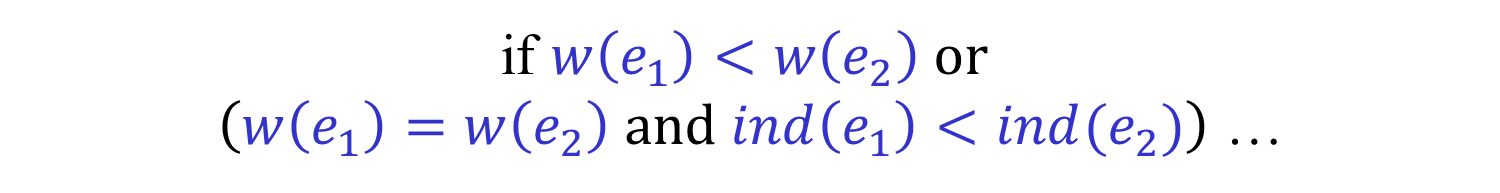 if w(e₁) < w(e₂) or
(w(e₁) = w(e₂) and ind(e₁) < ind(e₂)) …